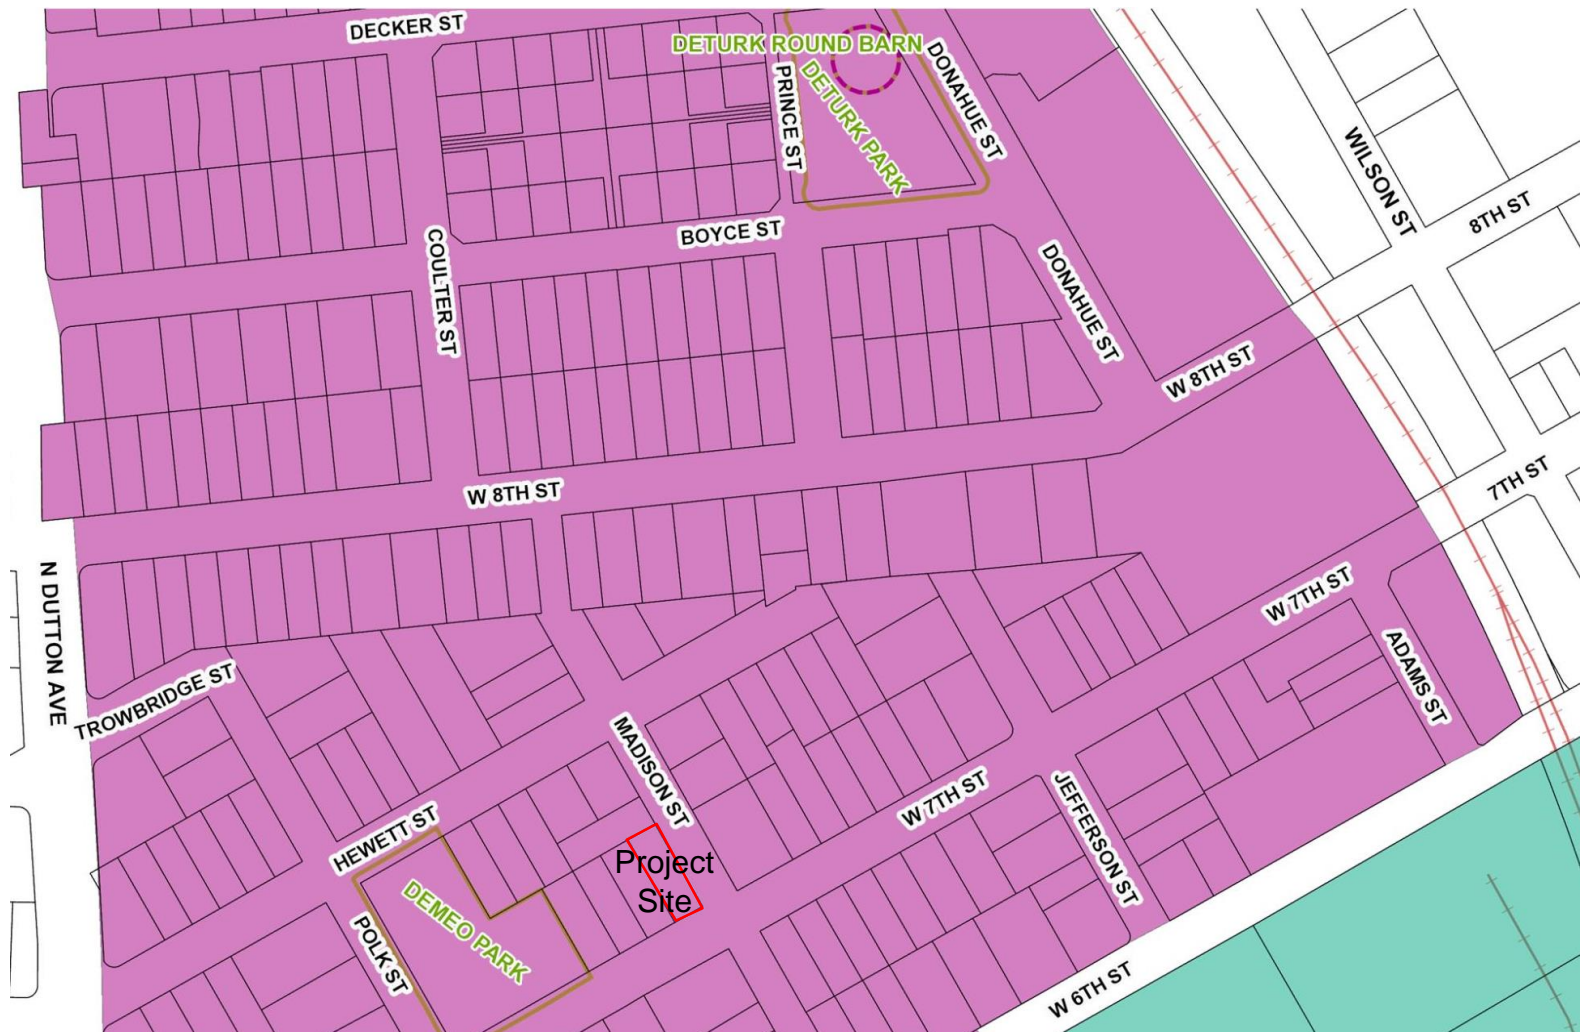 DECKER ST
DETURK ROUND BARN
DONAHUE ST
PRINCE ST
DETURK PARK
WILSON ST
8TH ST
BOYCE ST
COULTER ST
DONAHUE ST
W 8TH ST
W 8TH ST
7TH ST
N DUTTON AVE
W 7TH ST
ADAMS ST
TROWBRIDGE ST
MADISON ST
W 7TH ST
JEFFERSON ST
HEWETT ST
Project
Site
DEMEO PARK
POLK ST
W 6TH ST